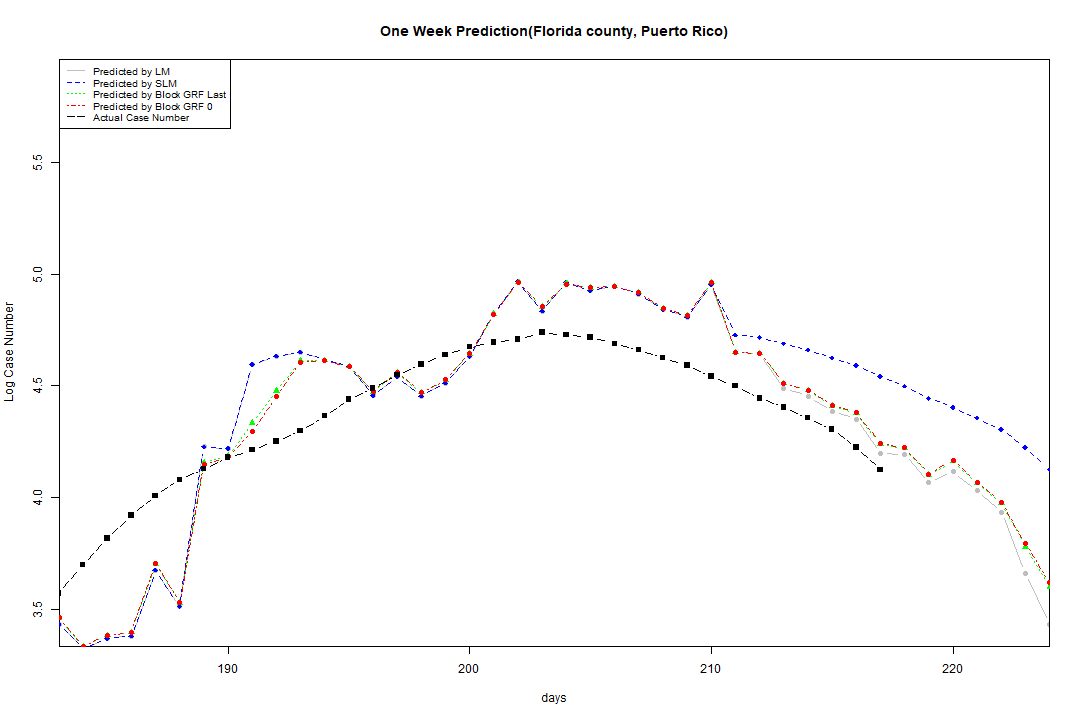 One Week Prediction(Florida county, Puerto Rico)
Predicted by LM
Predicted by SLM
Predicted by Block GRF Last
Predicted by Block GRF 0
Actual Case Number
5.5
5.0
4.5
4.0
3.5
Log Case Number
190 200 210 220
days